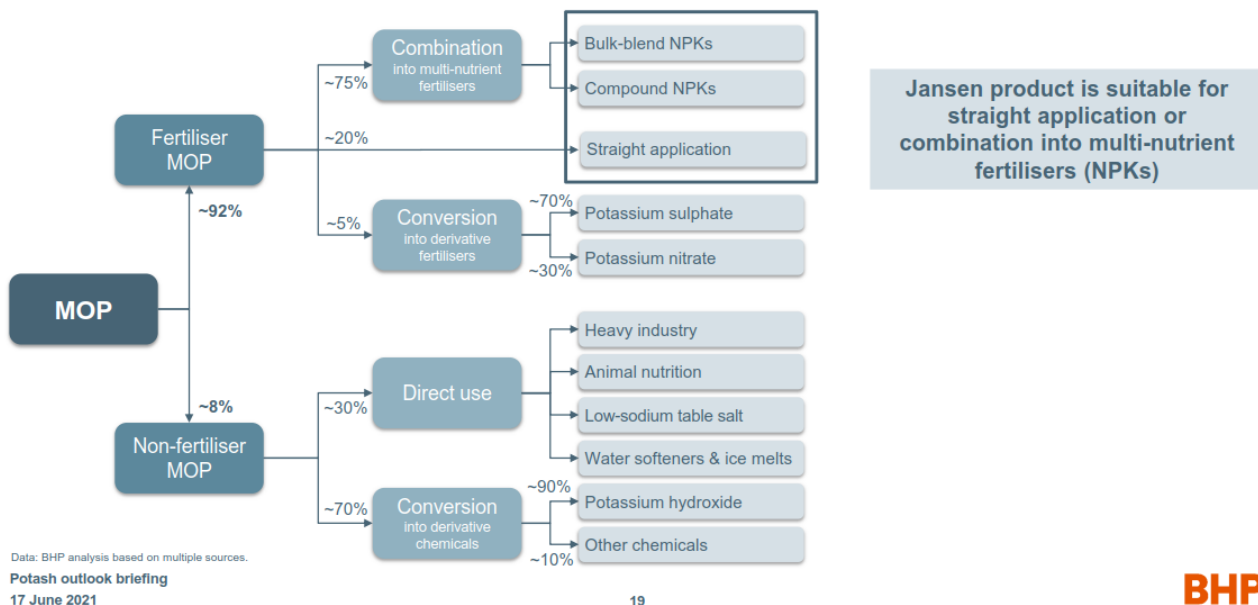 Combination
into multi-nutrient
fertilisers
Bulk-blend NPKs
Compound NPKs
~75%
Fertiliser
MOP
~20%
Straight application
~92%
~5%
Conversion
into derivative
fertilisers
~70%
Potassium sulphate
Potassium nitrate
~30%
MOP
~8%
Non-fertiliser
MOP
~30%
Direct use
Heavy industry
Animal nutrition
Low-sodium table salt
Water softeners & ice melts
~70%
Conversion
into derivative
chemicals
~90%
Potassium hydroxide
Other chemicals
~10%
Jansen product is suitable for
straight application or
combination into multi-nutrient
fertilisers (NPKs)
Data: BHP analysis based on multiple sources.
Potash outlook briefing
17 June 2021
19
BHP